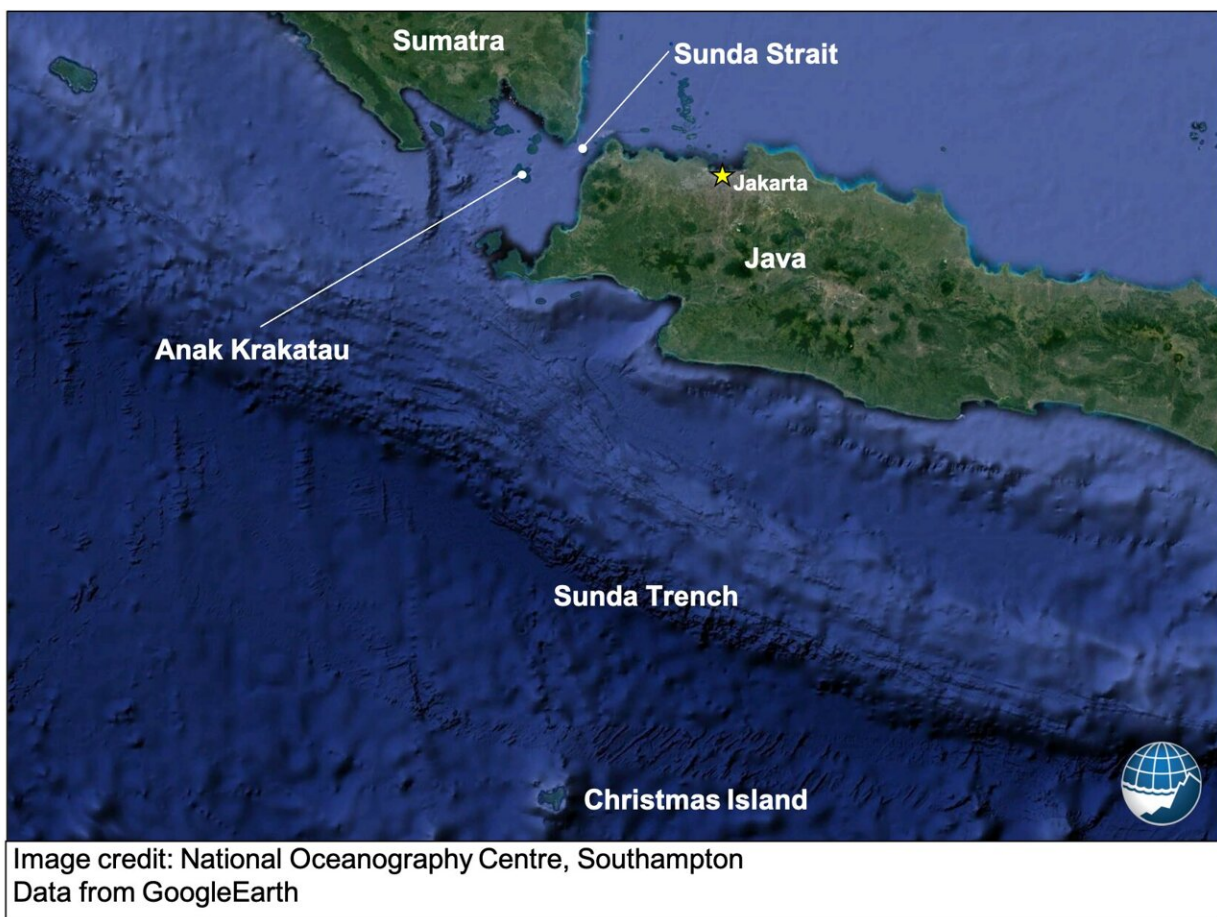 Sumatra
Sunda Strait
Jakarta
Java
Anak Krakatau
Sunda Trench
Christmas Island
Image credit: National Oceanography Centre, Southampton
Data from GoogleEarth